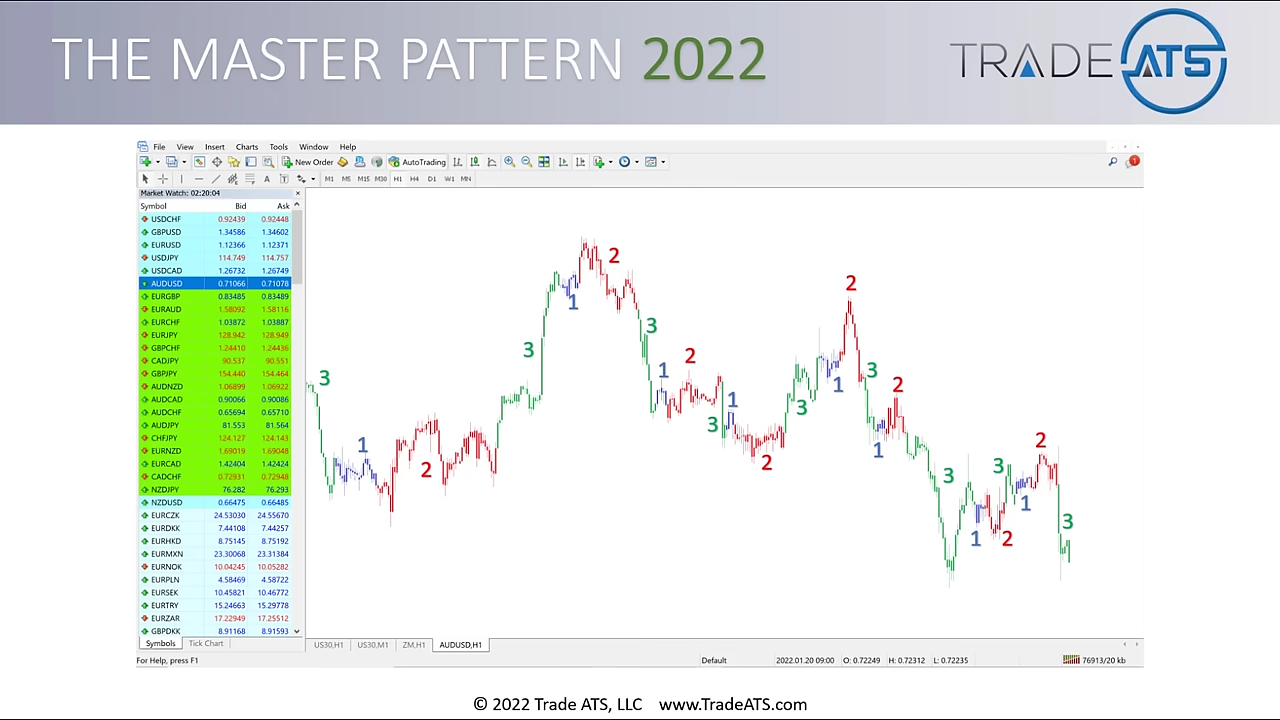 THE MASTER PATTERN 2022
TRADE ATS
File View Insert Charts Tools Window Help
New Order AutoTrading 1
A T M1 M5 M15 M30 H1 H4 D1 W1 MN
Market Watch: 02:20:04
Symbol Bid Ask
USDCHF 0.92439 0.92448
GBPUSD 1.34586 1.34602
EURUSD 1.12366 1.12371
USDJPY 114.749 114.757
USDCAD 1.26732 1.26749
AUDUSD 0.71066 0.71078
EURGBP 0.83485 0.83489
EURAUD 1.58092 1.58116
EURCHF 1.03872 1.03887
EURJPY 128.942 128.949
GBPCHF 1.24410 1.24436
CADJPY 90.537 90.551
GBPJPY 154.440 154.464
AUDNZD 1.06899 1.06922
AUDCAD 0.90066 0.90086
AUDCHF 0.65694 0.65710
AUDJPY 81.553 81.564
CHFJPY 124.127 124.143
EURNZD 1.69019 1.69048
EURCAD 1.42404 1.42424
CADCHF 0.72931 0.72948
NZDJPY 76.282 76.293
NZDUSD 0.66475 0.66485
EURCZK 24.53030 24.55670
EURDKK 7.44108 7.44257
EURHKD 8.75145 8.75192
EURMXN 23.30068 23.31384
EURNOK 10.04245 10.05282
EURPLN 4.58469 4.58722
EURSEK 10.45821 10.46772
EURTRY 15.24663 15.29778
EURZAR 17.22949 17.25512
GBPDKK 8.91168 8.91593
Symbols Tick Chart
3 1 2 3 1 2 3 1 2 3 1 2 3 1 2 3 1 2 3 1 3 2 1 2 3
US30,H1 US30,M1 ZM,H1 AUDUSD,H1
For Help, press F1 Default 2022.01.20 09:00 O: 0.72249 H: 0.72312 L: 0.72235 76913/20 kb
© 2022 Trade ATS, LLC www.TradeATS.com